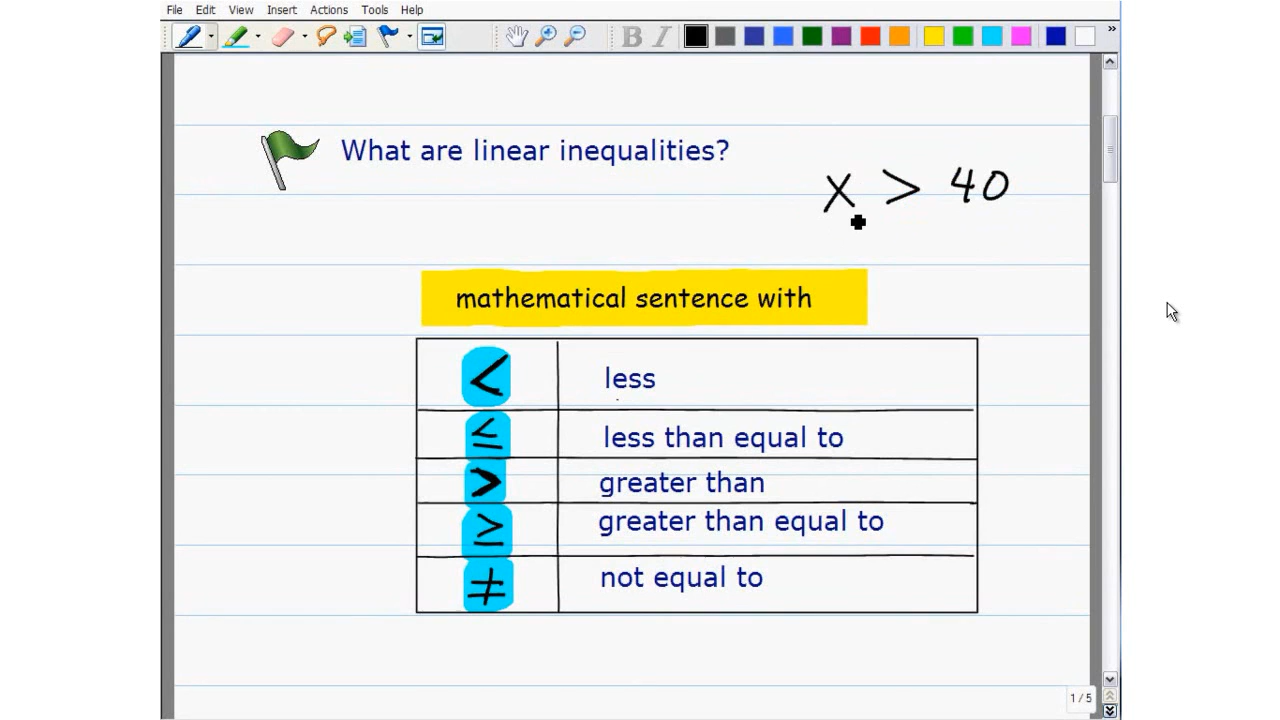 File Edit View Insert Actions Tools Help
B I
What are linear inequalities?
x > 40
mathematical sentence with
< less
≤ less than equal to
> greater than
≥ greater than equal to
≠ not equal to
1 / 5